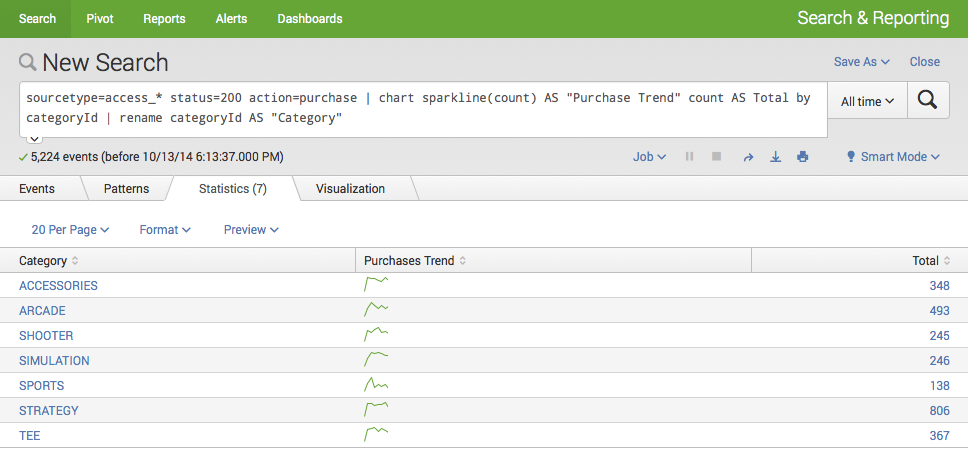 Search Pivot Reports Alerts Dashboards Search & Reporting
New Search Save As Close
sourcetype=access_* status=200 action=purchase | chart sparkline(count) AS "Purchase Trend" count AS Total by
categoryId | rename categoryId AS "Category"
All time
5,224 events (before 10/13/14 6:13:37.000 PM) Job Smart Mode
Events Patterns Statistics (7) Visualization
20 Per Page Format Preview
Category Purchases Trend Total
ACCESSORIES 348
ARCADE 493
SHOOTER 245
SIMULATION 246
SPORTS 138
STRATEGY 806
TEE 367